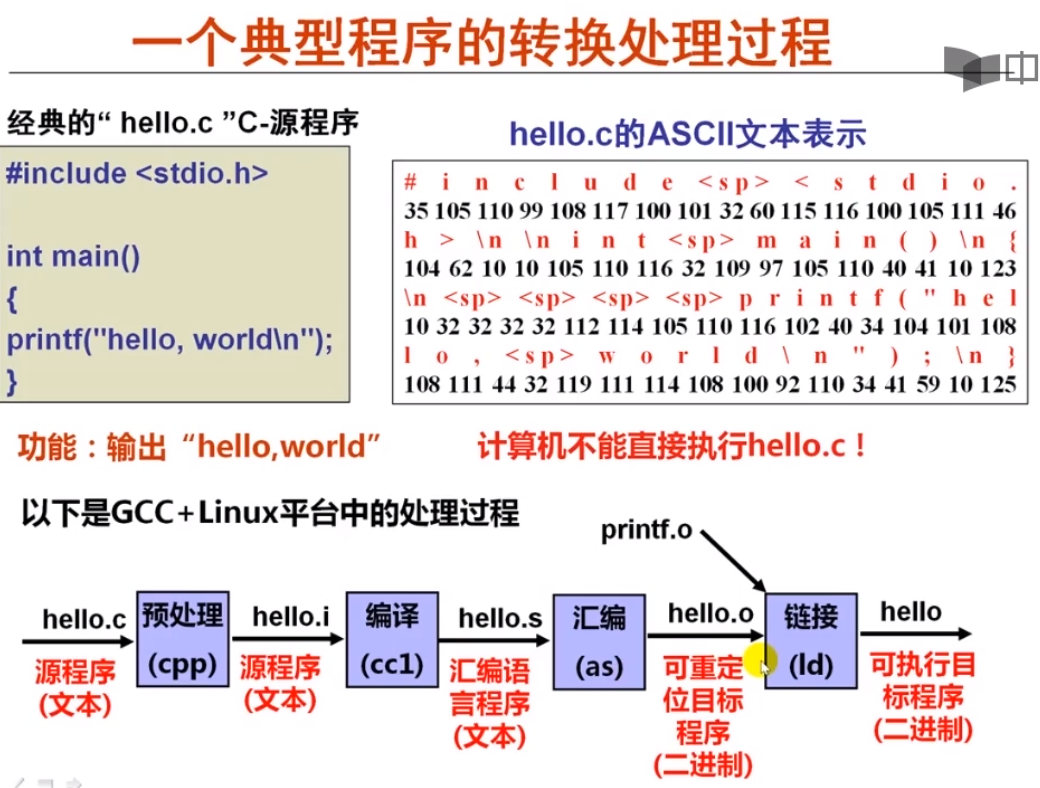 一个典型程序的转换处理过程
中
经典的“ hello.c ”C-源程序
#include <stdio.h>
int main()
{
printf("hello, world\n");
}
hello.c的ASCII文本表示
# i n c l u d e <sp> < s t d i o .
35 105 110 99 108 117 100 101 32 60 115 116 100 105 111 46
h > \n \n i n t <sp> m a i n ( ) \n {
104 62 10 10 105 110 116 32 109 97 105 110 40 41 10 123
\n <sp> <sp> <sp> <sp> p r i n t f ( " h e l
10 32 32 32 32 112 114 105 110 116 102 40 34 104 101 108
l o , <sp> w o r l d \ n " ) ; \n }
108 111 44 32 119 111 114 108 100 92 110 34 41 59 10 125
功能：输出“hello,world”
计算机不能直接执行hello.c！
以下是GCC+Linux平台中的处理过程
printf.o
hello.c
源程序
(文本)
预处理
(cpp)
hello.i
源程序
(文本)
编译
(cc1)
hello.s
汇编语
言程序
(文本)
汇编
(as)
hello.o
可重定
位目标
程序
(二进制)
链接
(ld)
hello
可执行目
标程序
(二进制)